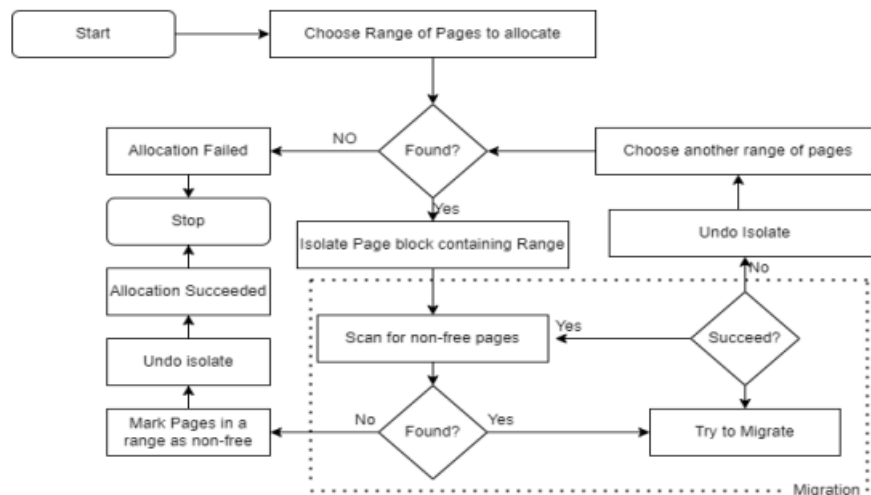 Start
Choose Range of Pages to allocate
NO
Allocation Failed
Found?
Choose another range of pages
Stop
Yes
Isolate Page block containing Range
Undo Isolate
No
Allocation Succeeded
Scan for non-free pages
Yes
Succeed?
Undo isolate
Mark Pages in a
range as non-free
No
Found?
Yes
Try to Migrate
Migration